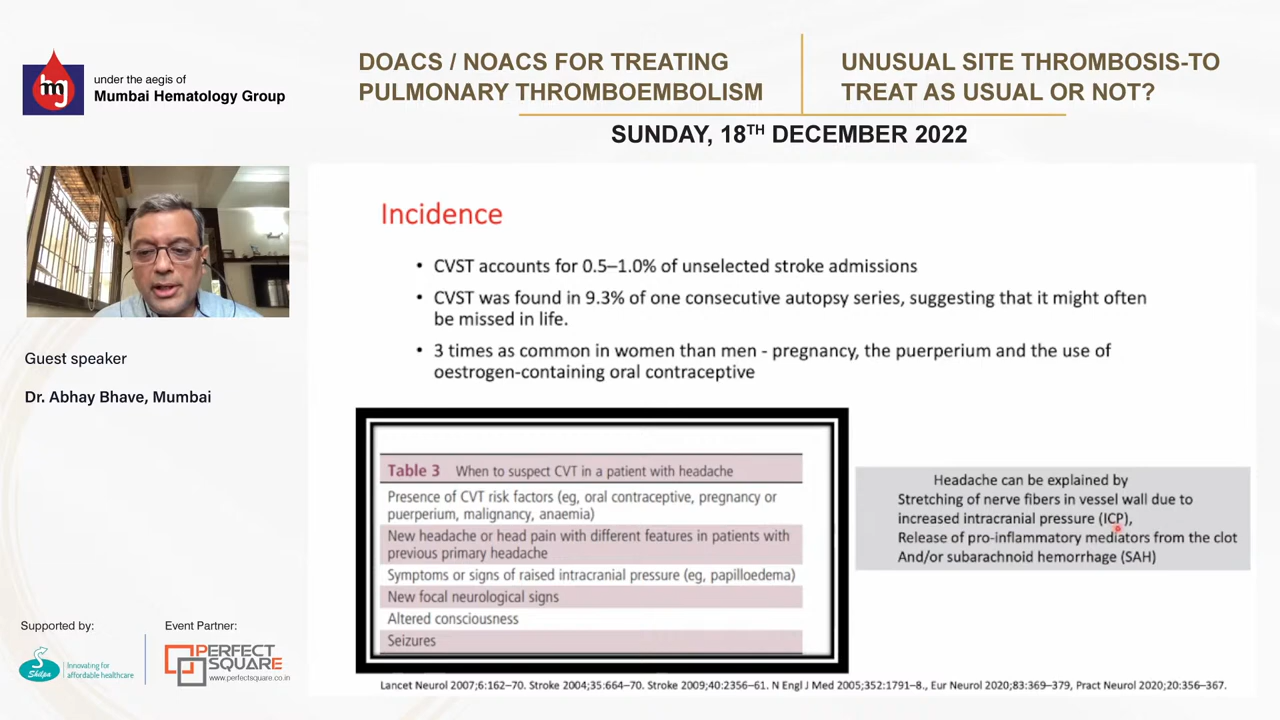 mg
under the aegis of
Mumbai Hematology Group
DOACS / NOACS FOR TREATING
PULMONARY THROMBOEMBOLISM
UNUSUAL SITE THROMBOSIS-TO
TREAT AS USUAL OR NOT?
SUNDAY, 18TH DECEMBER 2022
Guest speaker
Dr. Abhay Bhave, Mumbai
Incidence
• CVST accounts for 0.5–1.0% of unselected stroke admissions
• CVST was found in 9.3% of one consecutive autopsy series, suggesting that it might often
be missed in life.
• 3 times as common in women than men - pregnancy, the puerperium and the use of
oestrogen-containing oral contraceptive
Table 3 When to suspect CVT in a patient with headache
Presence of CVT risk factors (eg, oral contraceptive, pregnancy or
puerperium, malignancy, anaemia)
New headache or head pain with different features in patients with
previous primary headache
Symptoms or signs of raised intracranial pressure (eg, papilloedema)
New focal neurological signs
Altered consciousness
Seizures
Headache can be explained by
Stretching of nerve fibers in vessel wall due to
increased intracranial pressure (ICP),
Release of pro-inflammatory mediators from the clot
And/or subarachnoid hemorrhage (SAH)
Lancet Neurol 2007;6:162–70. Stroke 2004;35:664–70. Stroke 2009;40:2356–61. N Engl J Med 2005;352:1791–8., Eur Neurol 2020;83:369–379, Pract Neurol 2020;20:356–367.
Supported by:
Shilpa
Innovating for
affordable healthcare
Event Partner:
PERFECT
SQUARE
www.perfectsquare.co.in